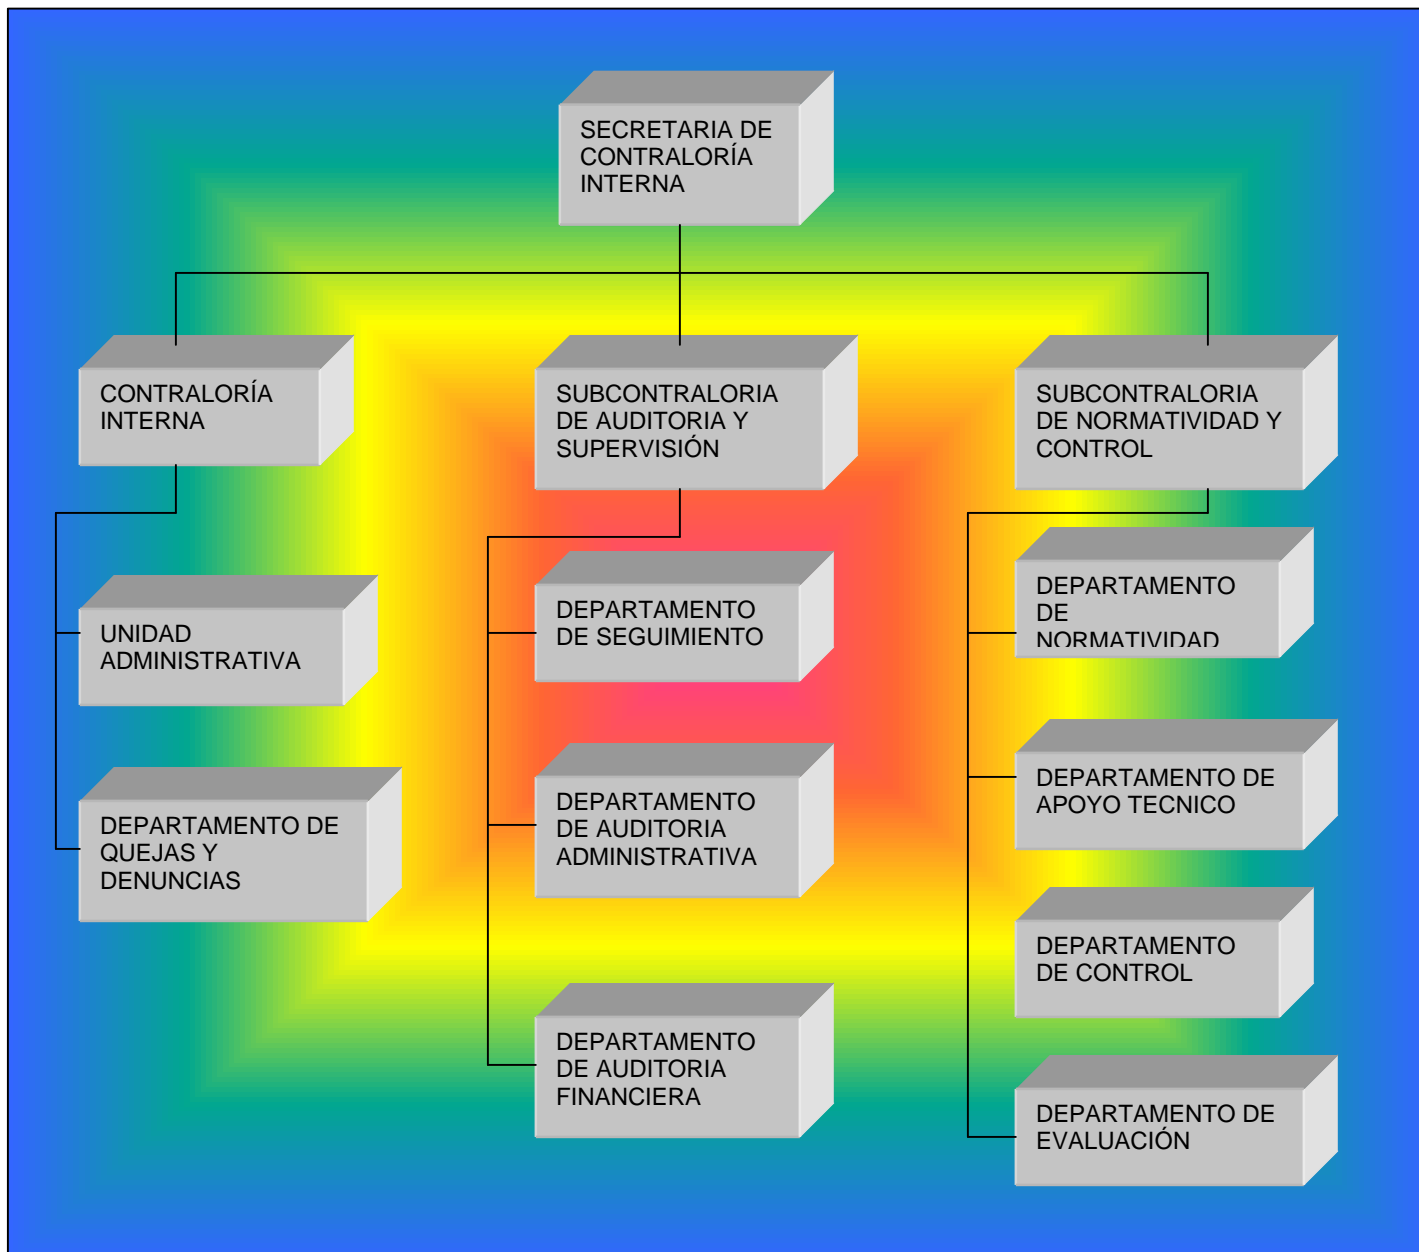 SECRETARIA DE
CONTRALORÍA
INTERNA
CONTRALORÍA
INTERNA
SUBCONTRALORIA
DE AUDITORIA Y
SUPERVISIÓN
SUBCONTRALORIA
DE NORMATIVIDAD Y
CONTROL
UNIDAD
ADMINISTRATIVA
DEPARTAMENTO DE
QUEJAS Y
DENUNCIAS
DEPARTAMENTO
DE SEGUIMIENTO
DEPARTAMENTO
DE AUDITORIA
ADMINISTRATIVA
DEPARTAMENTO
DE AUDITORIA
FINANCIERA
DEPARTAMENTO
DE
NORMATIVIDAD
DEPARTAMENTO DE
APOYO TECNICO
DEPARTAMENTO
DE CONTROL
DEPARTAMENTO DE
EVALUACIÓN